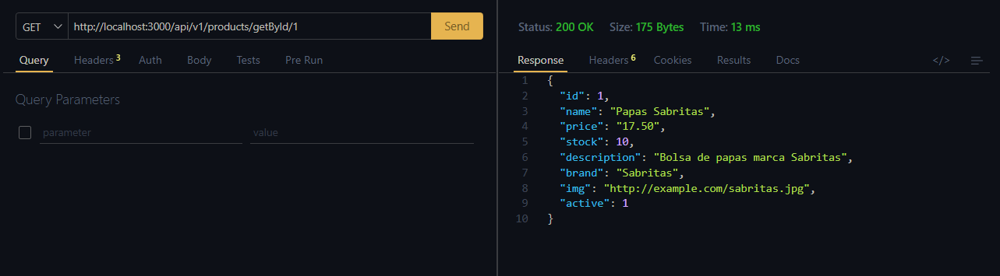 GET http://localhost:3000/api/v1/products/getById/1 Send
Query Headers 3 Auth Body Tests Pre Run
Query Parameters
parameter value
Status: 200 OK Size: 175 Bytes Time: 13 ms
Response Headers 6 Cookies Results Docs </>
1 {
2 "id": 1,
3 "name": "Papas Sabritas",
4 "price": "17.50",
5 "stock": 10,
6 "description": "Bolsa de papas marca Sabritas",
7 "brand": "Sabritas",
8 "img": "http://example.com/sabritas.jpg",
9 "active": 1
10 }